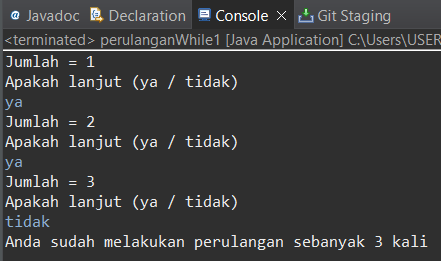 @ Javadoc Declaration Console Git Staging
<terminated> perulanganWhile1 [Java Application] C:\Users\USER
Jumlah = 1
Apakah lanjut (ya / tidak)
ya
Jumlah = 2
Apakah lanjut (ya / tidak)
ya
Jumlah = 3
Apakah lanjut (ya / tidak)
tidak
Anda sudah melakukan perulangan sebanyak 3 kali